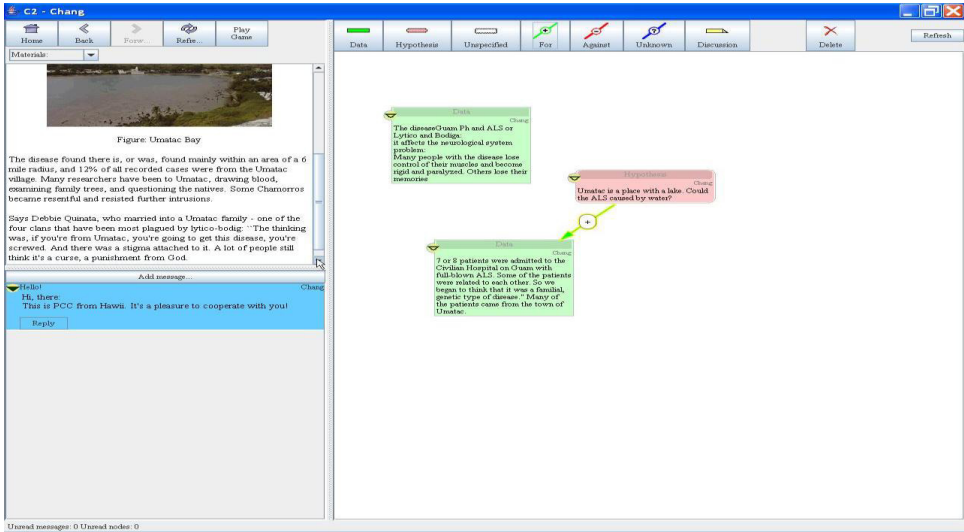 C2 - Chang
Home
Back
Forw...
Refre...
Play
Game
Materials:
Figure: Umatac Bay
The disease found there is, or was, found mainly within an area of a 6
mile radius, and 12% of all recorded cases were from the Umatac
village. Many researchers have been to Umatac, drawing blood,
examining family trees, and questioning the natives. Some Chamorros
became resentful and resisted further intrusions.
Says Debbie Quinata, who married into a Umatac family - one of the
four clans that have been most plagued by lytico-bodig: ``The thinking
was, if you're from Umatac, you're going to get this disease, you're
screwed. And there was a stigma attached to it. A lot of people still
think it's a curse, a punishment from God.
Add message...
Hello!
Chang
Hi, there:
This is PCC from Hawii. It's a pleasure to cooperate with you!
Reply
Unread messages: 0 Unread nodes: 0
Data
Hypothesis
Unspecified
For
Against
Unknown
Discussion
Delete
Refresh
Data
Chang
The diseaseGuam Ph and ALS or
Lytico and Bodiga:
it affects the neurological system
problem:
Many people with the disease lose
control of their muscles and become
rigid and paralyzed. Others lose their
memories
Hypothesis
Chang
Umatac is a place with a lake. Could
the ALS caused by water?
+
Data
Chang
7 or 8 patients were admitted to the
Civilian Hospital on Guam with
full-blown ALS. Some of the patients
were related to each other. So we
began to think that it was a familial,
genetic type of disease." Many of
the patients came from the town of
Umatac.